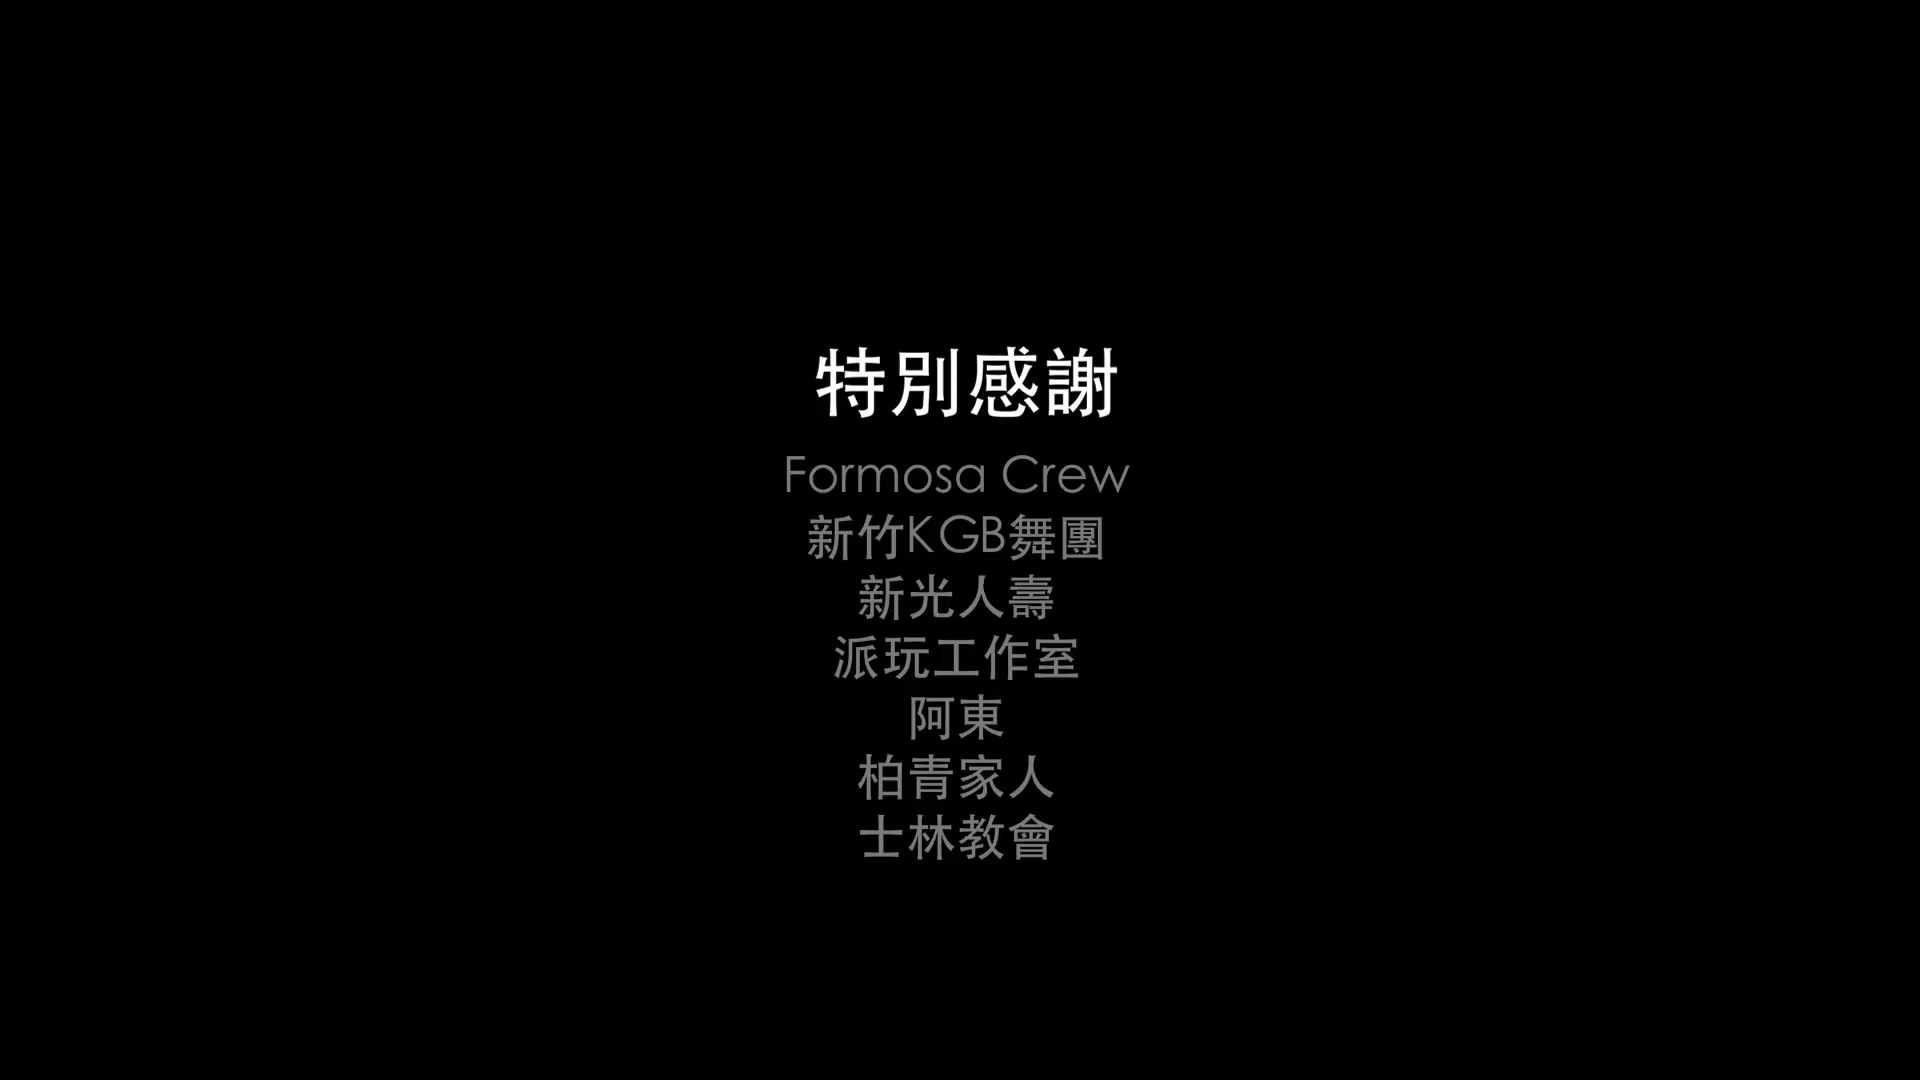 特別感謝
Formosa Crew
新竹KGB舞團
新光人壽
派玩工作室
阿東
柏青家人
士林教會